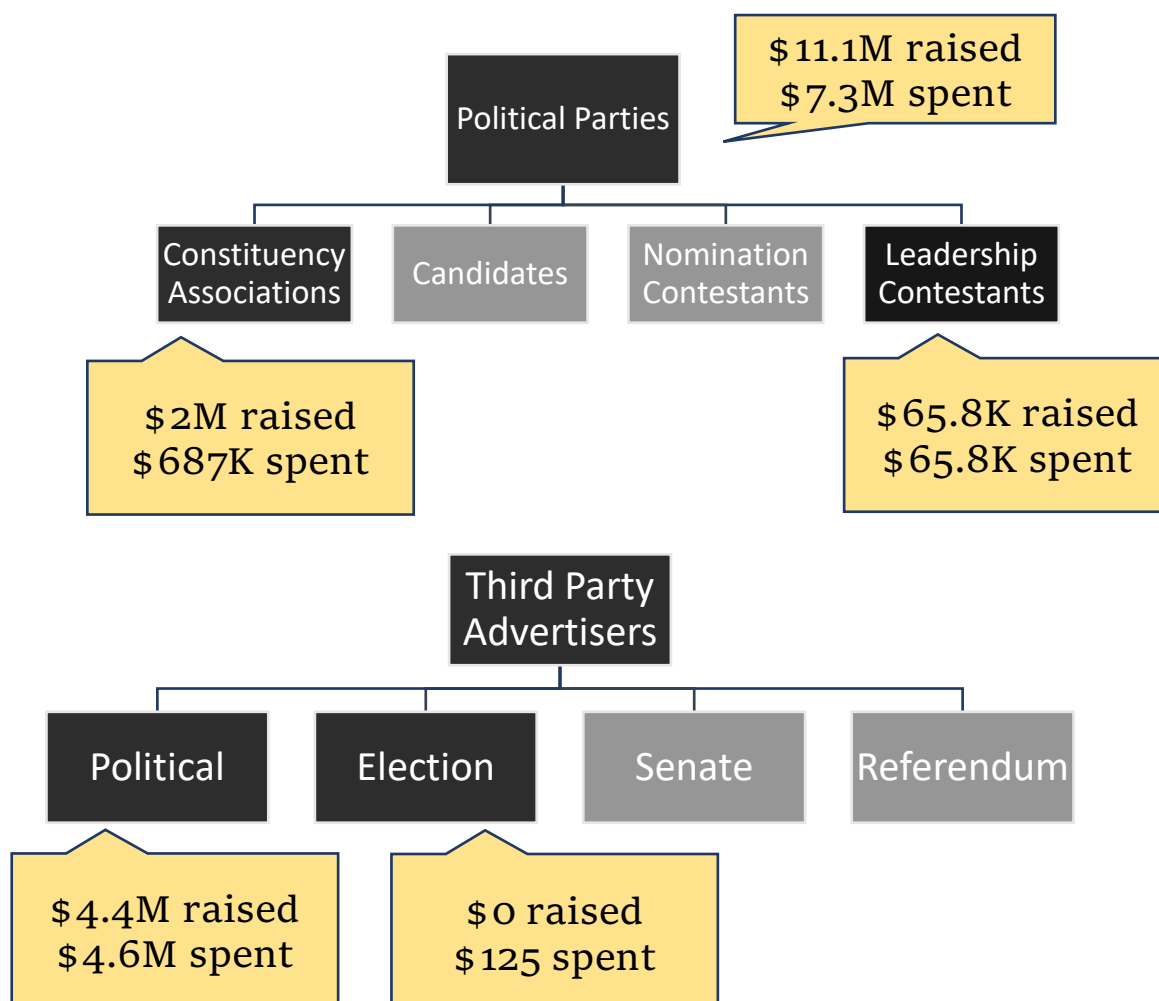 $11.1M raised
$7.3M spent
Political Parties
Constituency
Associations
Candidates
Nomination
Contestants
Leadership
Contestants
$2M raised
$687K spent
$65.8K raised
$65.8K spent
Third Party
Advertisers
Political
Election
Senate
Referendum
$4.4M raised
$4.6M spent
$0 raised
$125 spent